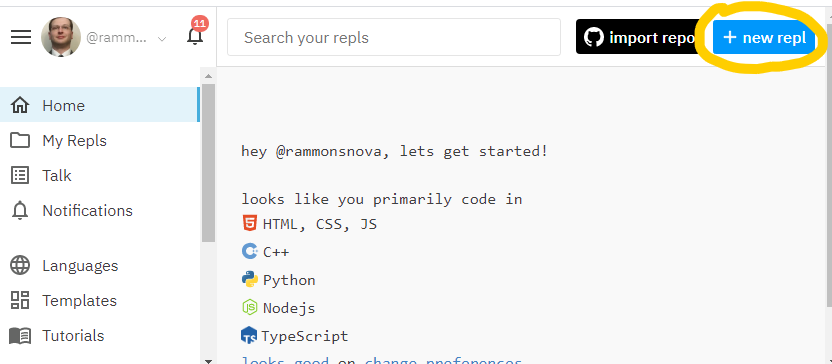 @ramm...
11
Search your repls
import repo
+ new repl
Home
My Repls
Talk
Notifications
Languages
Templates
Tutorials
hey @rammonsnova, lets get started!
looks like you primarily code in
HTML, CSS, JS
C++
Python
Nodejs
TypeScript
looks good or change preferences